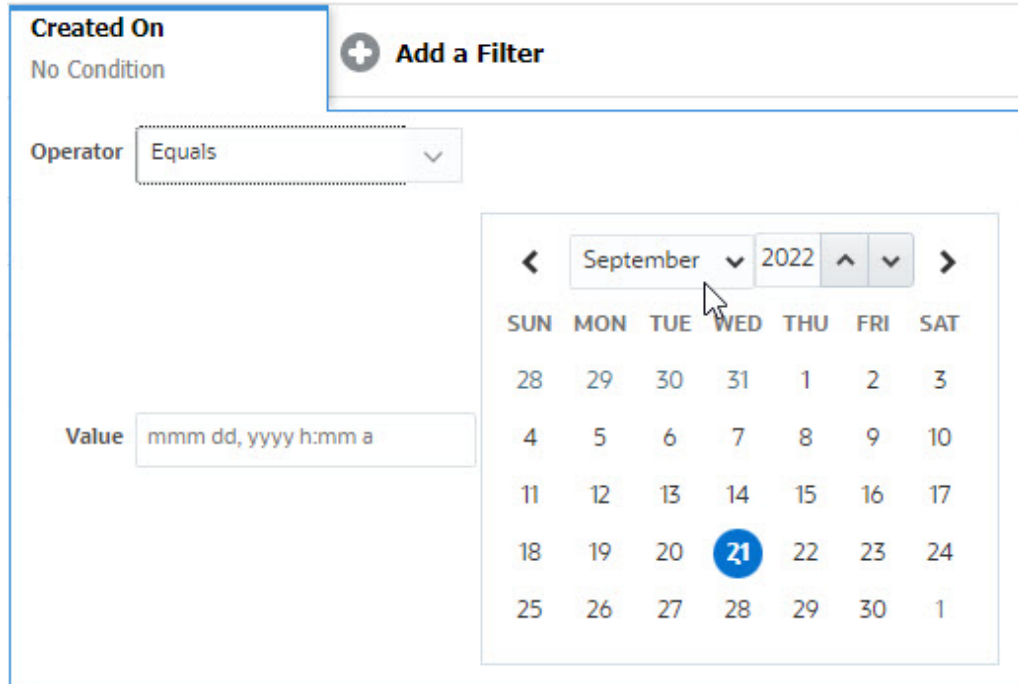 Created On
No Condition
Add a Filter
Operator Equals
September 2022
SUN MON TUE WED THU FRI SAT
28 29 30 31 1 2 3
4 5 6 7 8 9 10
Value mmm dd, yyyy h:mm a
11 12 13 14 15 16 17
18 19 20 21 22 23 24
25 26 27 28 29 30 1